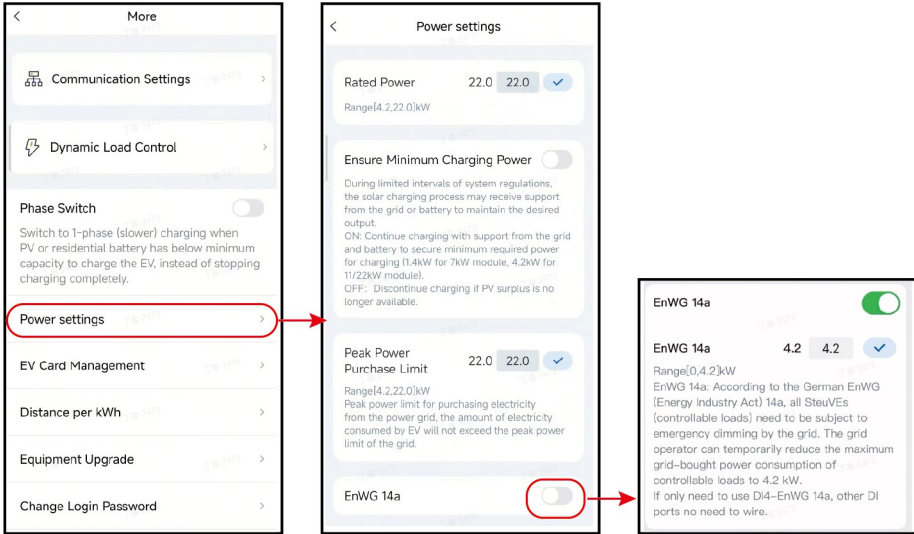 More
Communication Settings
Dynamic Load Control
Phase Switch
Switch to 1-phase (slower) charging when
PV or residential battery has below minimum
capacity to charge the EV, instead of stopping
charging completely.
Power settings
EV Card Management
Distance per kWh
Equipment Upgrade
Change Login Password
Power settings
Rated Power 22.0 22.0
Range[4.2,22.0]kW
Ensure Minimum Charging Power
During limited intervals of system regulations,
the solar charging process may receive support
from the grid or battery to maintain the desired
output.
ON: Continue charging with support from the grid
and battery to secure minimum required power
for charging (1.4kW for 7kW module, 4.2kW for
11/22kW module).
OFF: Discontinue charging if PV surplus is no
longer available.
Peak Power
Purchase Limit 22.0 22.0
Range[4.2,22.0]kW
Peak power limit for purchasing electricity
from the power grid, the amount of electricity
consumed by EV will not exceed the peak power
limit of the grid.
EnWG 14a
EnWG 14a
EnWG 14a 4.2 4.2
Range[0,4.2]kW
EnWG 14a: According to the German EnWG
(Energy Industry Act) 14a, all SteuVEs
(controllable loads) need to be subject to
emergency dimming by the grid. The grid
operator can temporarily reduce the maximum
grid-bought power consumption of
controllable loads to 4.2 kW.
If only need to use DI4-EnWG 14a, other DI
ports no need to wire.